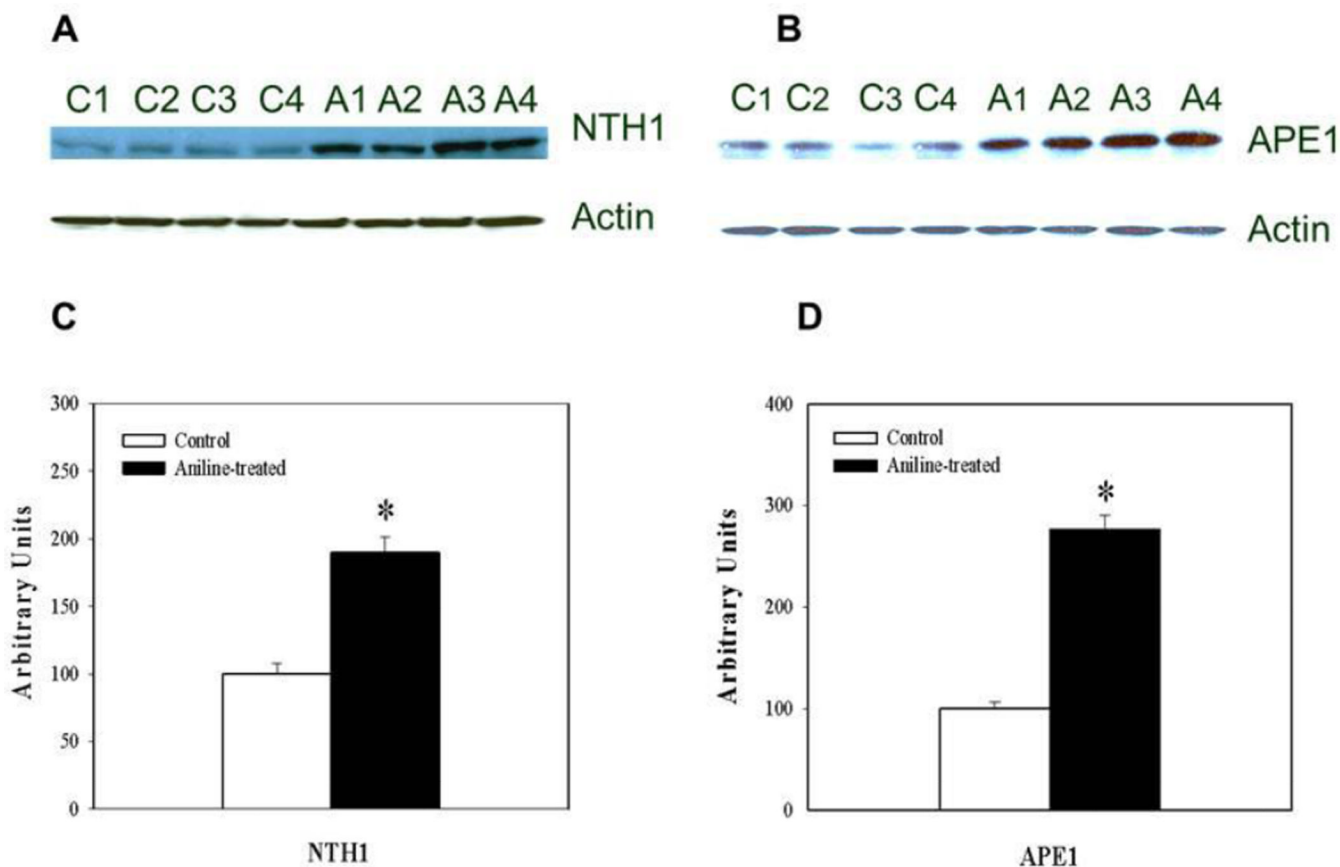 A
C1 C2 C3 C4 A1 A2 A3 A4
NTH1
Actin
B
C1 C2 C3 C4 A1 A2 A3 A4
APE1
Actin
C
300
250
200
150
100
50
0
Arbitrary Units
Control
Aniline-treated
*
NTH1
D
400
300
200
100
0
Arbitrary Units
Control
Aniline-treated
*
APE1